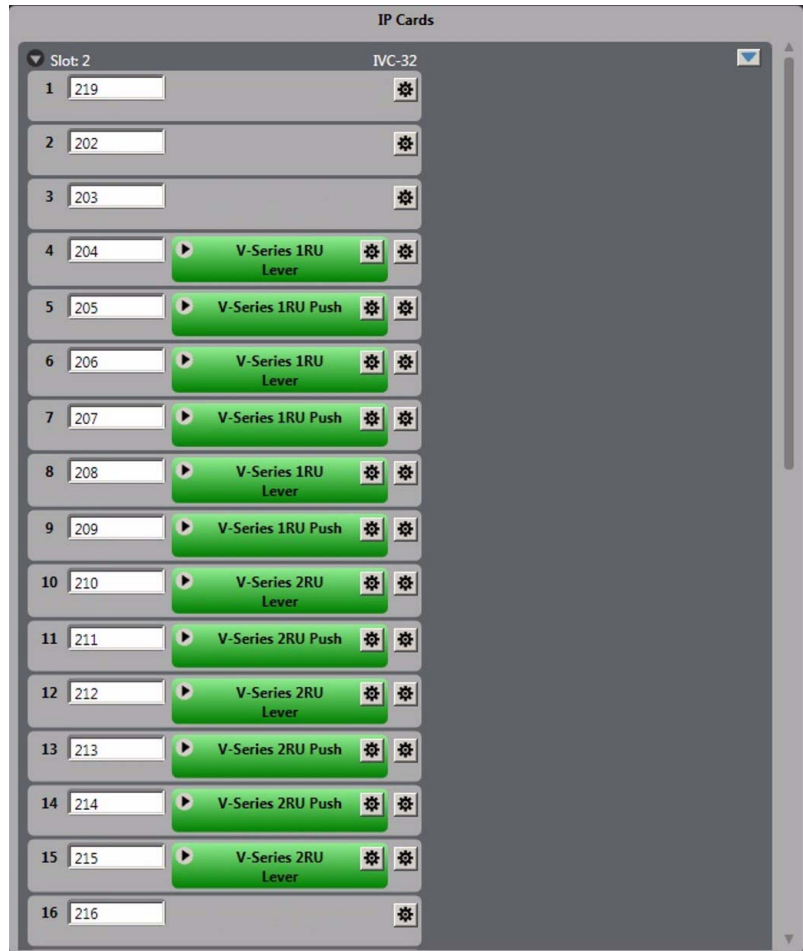 IP Cards
Slot: 2 IVC-32
1 219
2 202
3 203
4 204 V-Series 1RU
Lever
5 205 V-Series 1RU Push
6 206 V-Series 1RU
Lever
7 207 V-Series 1RU Push
8 208 V-Series 1RU
Lever
9 209 V-Series 1RU Push
10 210 V-Series 2RU
Lever
11 211 V-Series 2RU Push
12 212 V-Series 2RU
Lever
13 213 V-Series 2RU Push
14 214 V-Series 2RU Push
15 215 V-Series 2RU
Lever
16 216